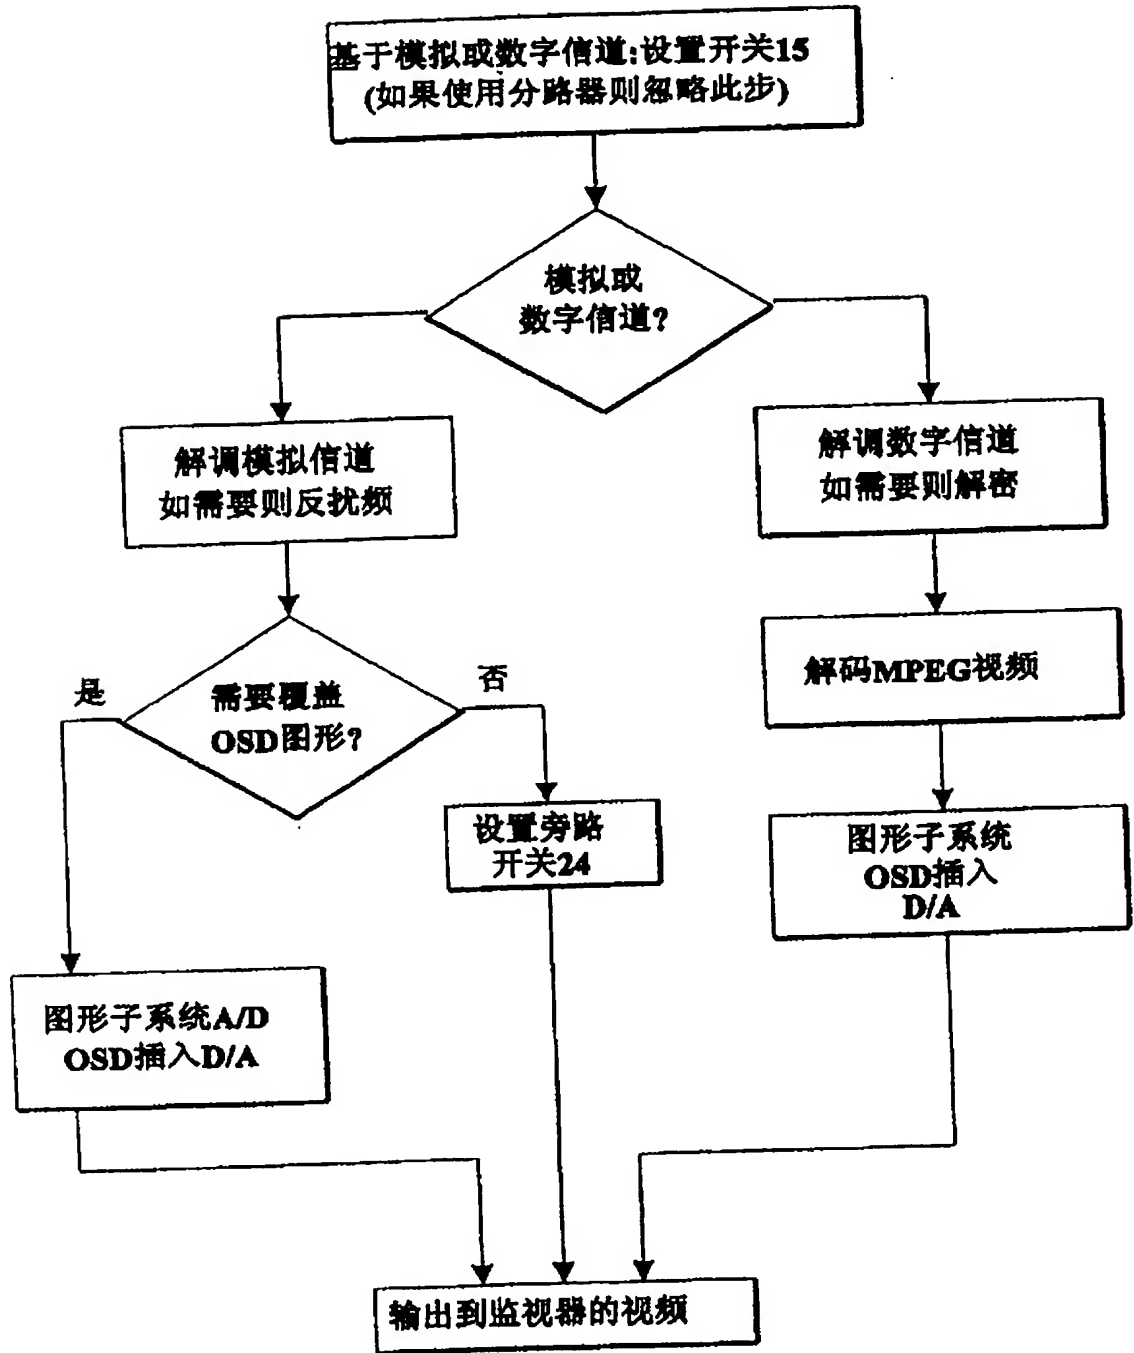 基于模拟或数字信道:设置开关15
(如果使用分路器则忽略此步)
模拟或
数字信道?
解调模拟信道
如需要则反扰频
解调数字信道
如需要则解密
是
需要覆盖
OSD图形?
否
解码MPEG视频
设置旁路
开关24
图形子系统
OSD插入
D/A
图形子系统A/D
OSD插入D/A
输出到监视器的视频